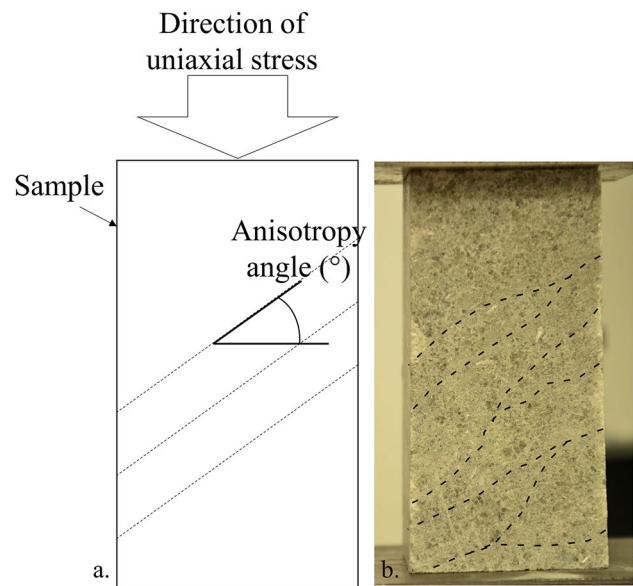 Direction of
uniaxial stress
Sample
Anisotropy
angle (°)
a.
b.